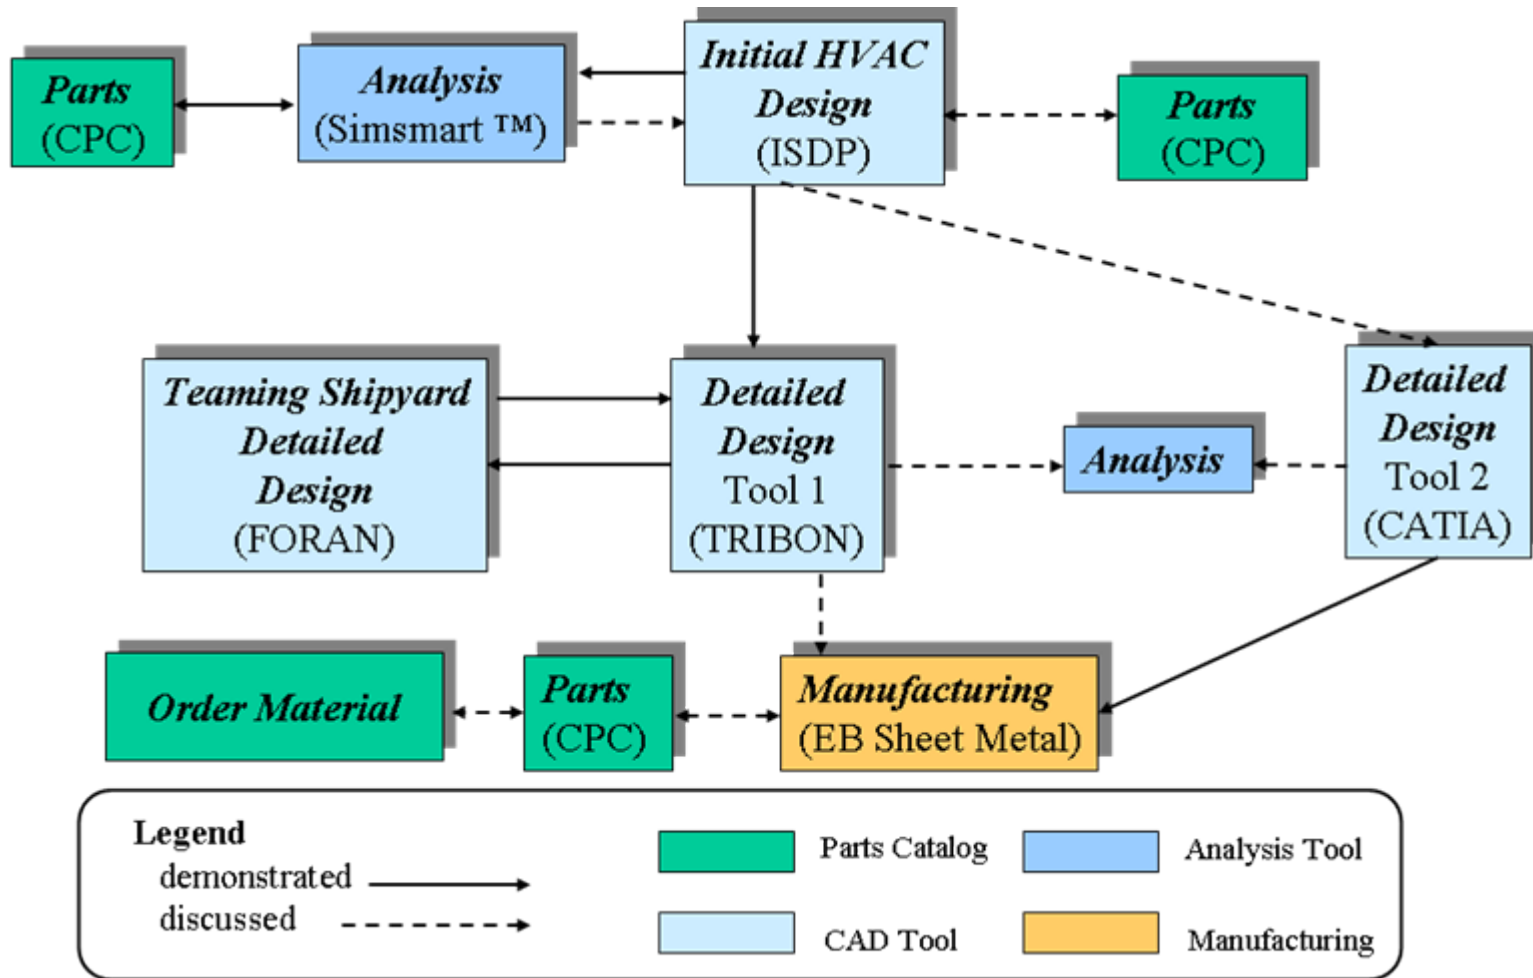 Parts
(CPC)
Analysis
(Simsmart ™)
Initial HVAC
Design
(ISDP)
Parts
(CPC)
Teaming Shipyard
Detailed
Design
(FORAN)
Detailed
Design
Tool 1
(TRIBON)
Analysis
Detailed
Design
Tool 2
(CATIA)
Order Material
Parts
(CPC)
Manufacturing
(EB Sheet Metal)
Legend
demonstrated
discussed
Parts Catalog
Analysis Tool
CAD Tool
Manufacturing